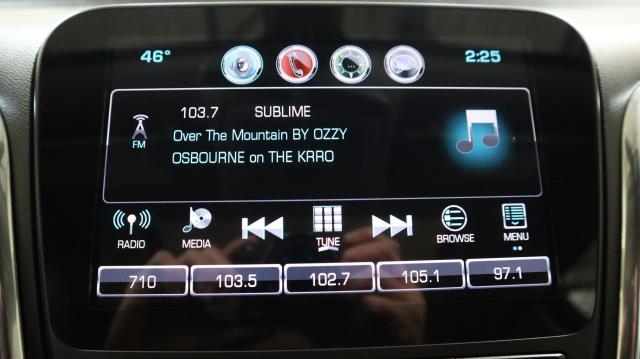 46° 2:25
103.7 SUBLIME
FM
Over The Mountain BY OZZY
OSBOURNE on THE KRRO
RADIO MEDIA TUNE BROWSE MENU
710 103.5 102.7 105.1 97.1